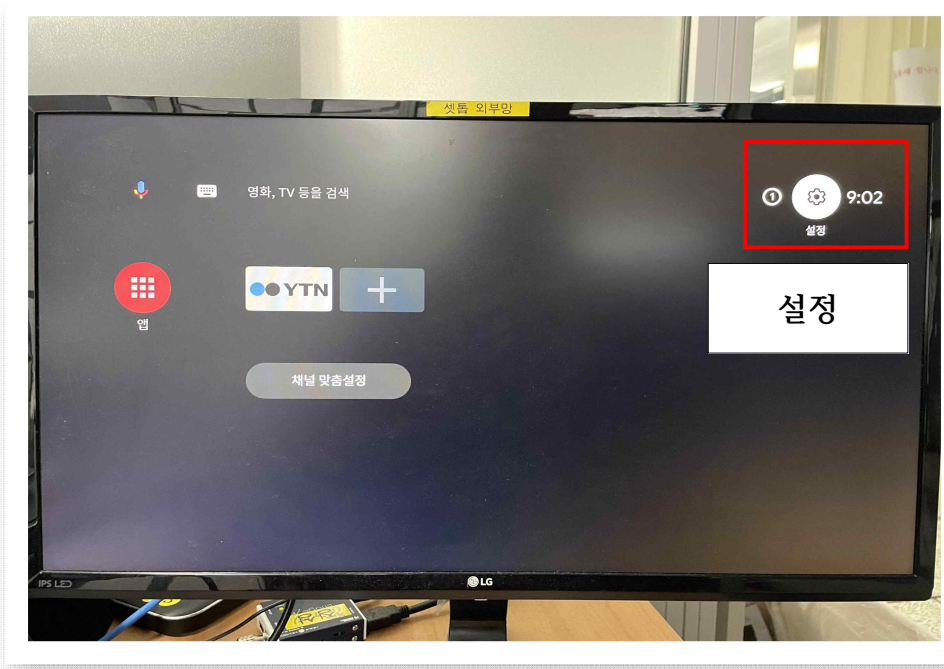 셋톱 외부망
영화, TV 등을 검색
1
9:02
설정
YTN
설정
앱
채널 맞춤설정
IPS LED
LG